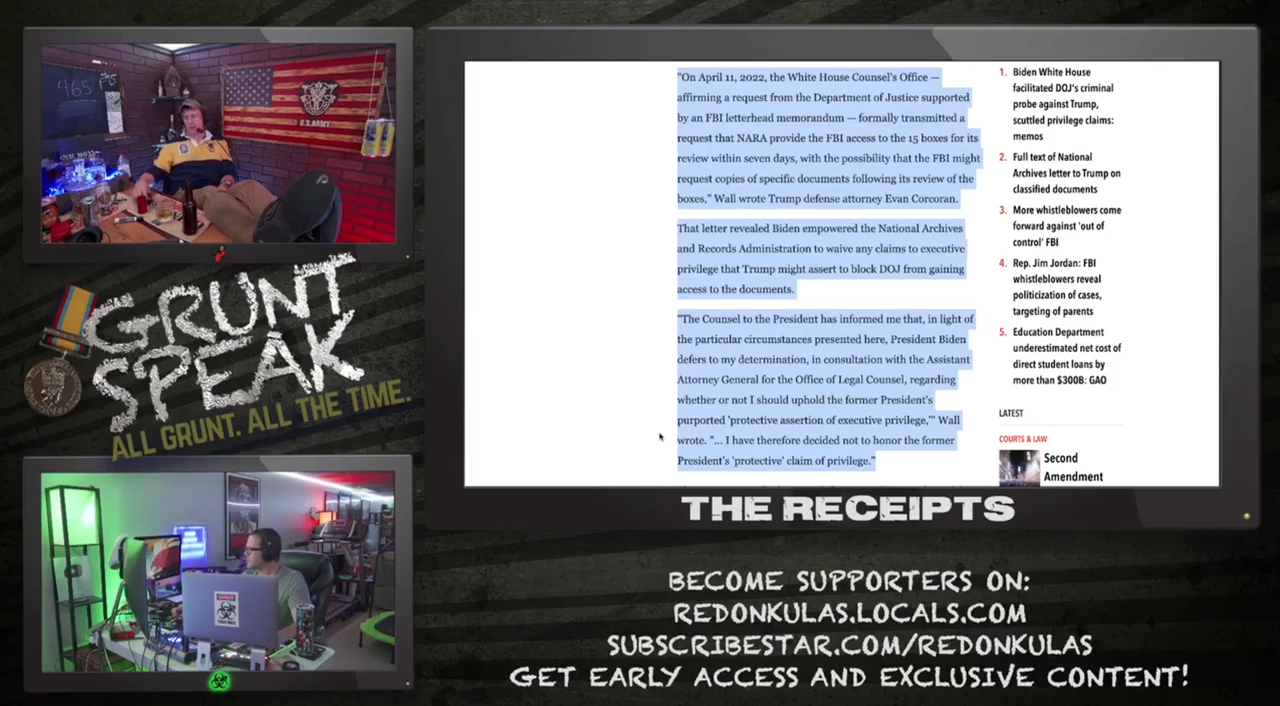 465
U.S. ARMY
GRUNT
SPEAK
ALL GRUNT. ALL THE TIME.
"On April 11, 2022, the White House Counsel's Office —
affirming a request from the Department of Justice supported
by an FBI letterhead memorandum — formally transmitted a
request that NARA provide the FBI access to the 15 boxes for its
review within seven days, with the possibility that the FBI might
request copies of specific documents following its review of the
boxes," Wall wrote Trump defense attorney Evan Corcoran.
That letter revealed Biden empowered the National Archives
and Records Administration to waive any claims to executive
privilege that Trump might assert to block DOJ from gaining
access to the documents.
"The Counsel to the President has informed me that, in light of
the particular circumstances presented here, President Biden
defers to my determination, in consultation with the Assistant
Attorney General for the Office of Legal Counsel, regarding
whether or not I should uphold the former President's
purported 'protective assertion of executive privilege,'" Wall
wrote. "... I have therefore decided not to honor the former
President's 'protective' claim of privilege."
1. Biden White House
facilitated DOJ's criminal
probe against Trump,
scuttled privilege claims:
memos
2. Full text of National
Archives letter to Trump on
classified documents
3. More whistleblowers come
forward against 'out of
control' FBI
4. Rep. Jim Jordan: FBI
whistleblowers reveal
politicization of cases,
targeting of parents
5. Education Department
underestimated net cost of
direct student loans by
more than $300B: GAO
LATEST
COURTS & LAW
Second
Amendment
THE RECEIPTS
BECOME SUPPORTERS ON:
REDONKULAS.LOCALS.COM
SUBSCRIBESTAR.COM/REDONKULAS
GET EARLY ACCESS AND EXCLUSIVE CONTENT!